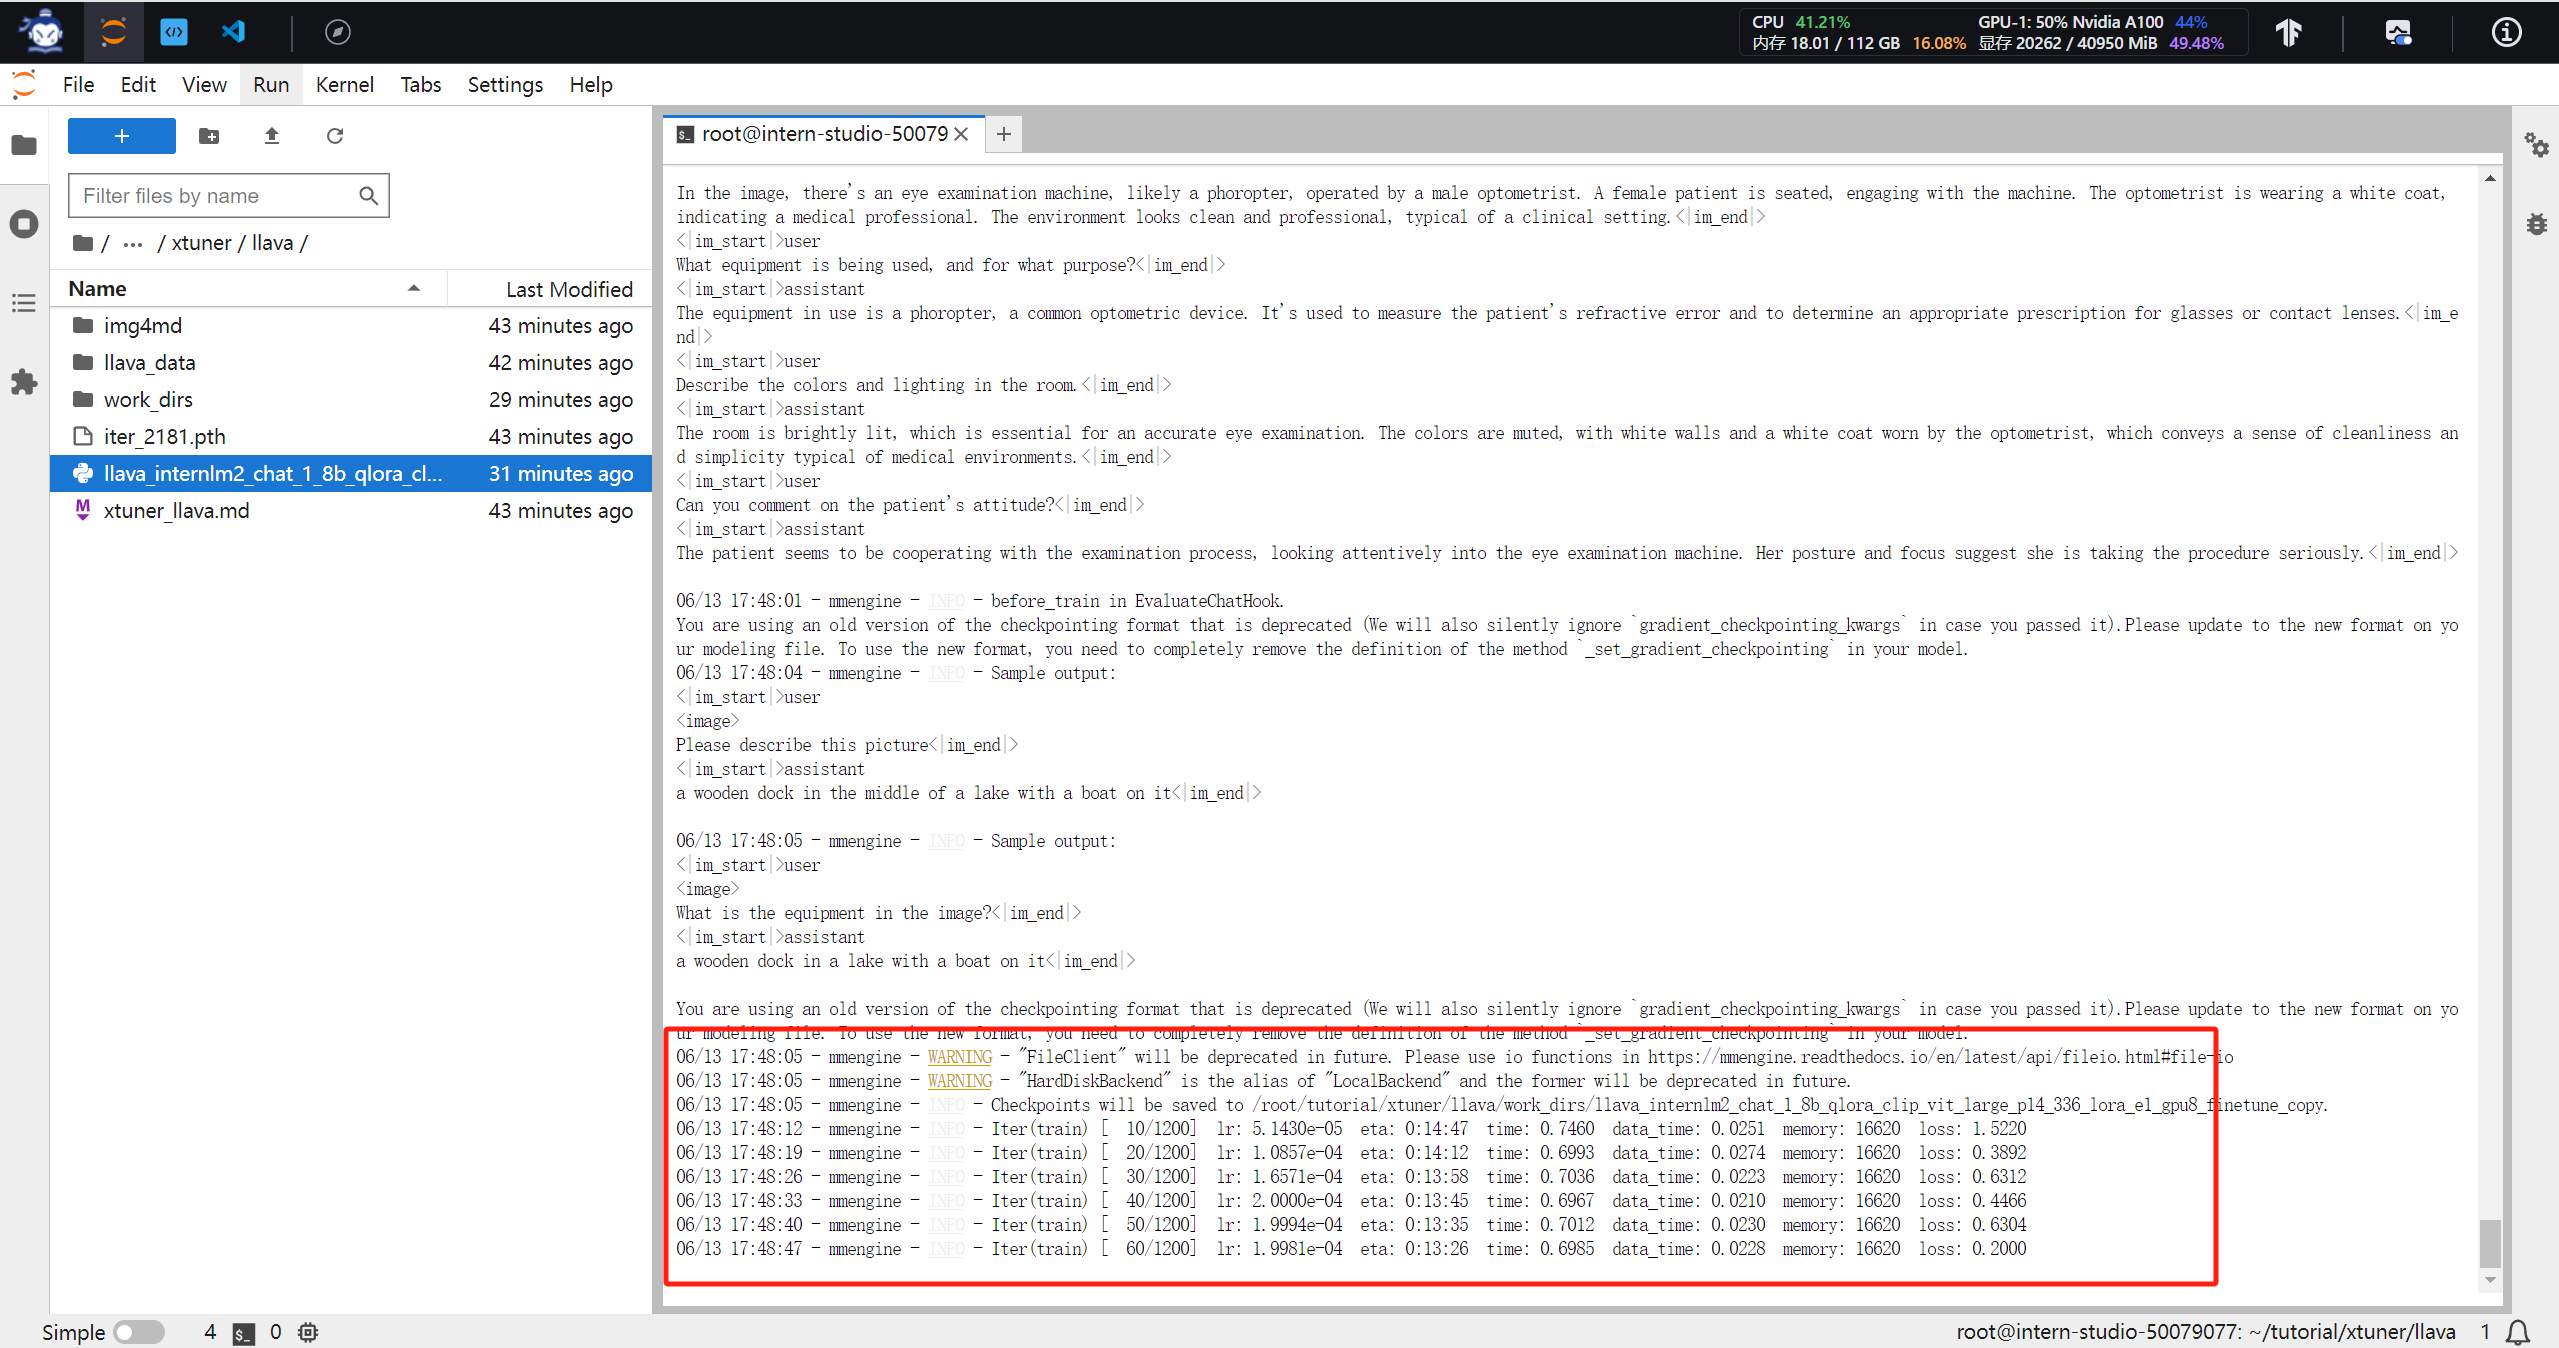 CPU 41.21% GPU-1: 50% Nvidia A100 44%
内存 18.01 / 112 GB 16.08% 显存 20262 / 40950 MiB 49.48%
File Edit View Run Kernel Tabs Settings Help
+
root@intern-studio-50079
Filter files by name
/ ··· / xtuner / llava /
Name Last Modified
img4md 43 minutes ago
llava_data 42 minutes ago
work_dirs 29 minutes ago
iter_2181.pth 43 minutes ago
llava_internlm2_chat_1_8b_qlora_cl... 31 minutes ago
xtuner_llava.md 43 minutes ago
In the image, there's an eye examination machine, likely a phoropter, operated by a male optometrist. A female patient is seated, engaging with the machine. The optometrist is wearing a white coat,
indicating a medical professional. The environment looks clean and professional, typical of a clinical setting.<|im_end|>
<|im_start|>user
What equipment is being used, and for what purpose?<|im_end|>
<|im_start|>assistant
The equipment in use is a phoropter, a common optometric device. It's used to measure the patient's refractive error and to determine an appropriate prescription for glasses or contact lenses.<|im_e
nd|>
<|im_start|>user
Describe the colors and lighting in the room.<|im_end|>
<|im_start|>assistant
The room is brightly lit, which is essential for an accurate eye examination. The colors are muted, with white walls and a white coat worn by the optometrist, which conveys a sense of cleanliness an
d simplicity typical of medical environments.<|im_end|>
<|im_start|>user
Can you comment on the patient's attitude?<|im_end|>
<|im_start|>assistant
The patient seems to be cooperating with the examination process, looking attentively into the eye examination machine. Her posture and focus suggest she is taking the procedure seriously.<|im_end|>
06/13 17:48:01 - mmengine - INFO - before_train in EvaluateChatHook.
You are using an old version of the checkpointing format that is deprecated (We will also silently ignore `gradient_checkpointing_kwargs` in case you passed it).Please update to the new format on yo
ur modeling file. To use the new format, you need to completely remove the definition of the method `_set_gradient_checkpointing` in your model.
06/13 17:48:04 - mmengine - INFO - Sample output:
<|im_start|>user
<image>
Please describe this picture<|im_end|>
<|im_start|>assistant
a wooden dock in the middle of a lake with a boat on it<|im_end|>
06/13 17:48:05 - mmengine - INFO - Sample output:
<|im_start|>user
<image>
What is the equipment in the image?<|im_end|>
<|im_start|>assistant
a wooden dock in a lake with a boat on it<|im_end|>
You are using an old version of the checkpointing format that is deprecated (We will also silently ignore `gradient_checkpointing_kwargs` in case you passed it).Please update to the new format on yo
ur modeling file. To use the new format, you need to completely remove the definition of the method `_set_gradient_checkpointing` in your model.
06/13 17:48:05 - mmengine - WARNING - "FileClient" will be deprecated in future. Please use io functions in https://mmengine.readthedocs.io/en/latest/api/fileio.html#file-io
06/13 17:48:05 - mmengine - WARNING - "HardDiskBackend" is the alias of "LocalBackend" and the former will be deprecated in future.
06/13 17:48:05 - mmengine - INFO - Checkpoints will be saved to /root/tutorial/xtuner/llava/work_dirs/llava_internlm2_chat_1_8b_qlora_clip_vit_large_p14_336_lora_e1_gpu8_finetune_copy.
06/13 17:48:12 - mmengine - INFO - Iter(train) [  10/1200]  lr: 5.1430e-05  eta: 0:14:47  time: 0.7460  data_time: 0.0251  memory: 16620  loss: 1.5220
06/13 17:48:19 - mmengine - INFO - Iter(train) [  20/1200]  lr: 1.0857e-04  eta: 0:14:12  time: 0.6993  data_time: 0.0274  memory: 16620  loss: 0.3892
06/13 17:48:26 - mmengine - INFO - Iter(train) [  30/1200]  lr: 1.6571e-04  eta: 0:13:58  time: 0.7036  data_time: 0.0223  memory: 16620  loss: 0.6312
06/13 17:48:33 - mmengine - INFO - Iter(train) [  40/1200]  lr: 2.0000e-04  eta: 0:13:45  time: 0.6967  data_time: 0.0210  memory: 16620  loss: 0.4466
06/13 17:48:40 - mmengine - INFO - Iter(train) [  50/1200]  lr: 1.9994e-04  eta: 0:13:35  time: 0.7012  data_time: 0.0230  memory: 16620  loss: 0.6304
06/13 17:48:47 - mmengine - INFO - Iter(train) [  60/1200]  lr: 1.9981e-04  eta: 0:13:26  time: 0.6985  data_time: 0.0228  memory: 16620  loss: 0.2000
Simple 4 0 root@intern-studio-50079077: ~/tutorial/xtuner/llava 1